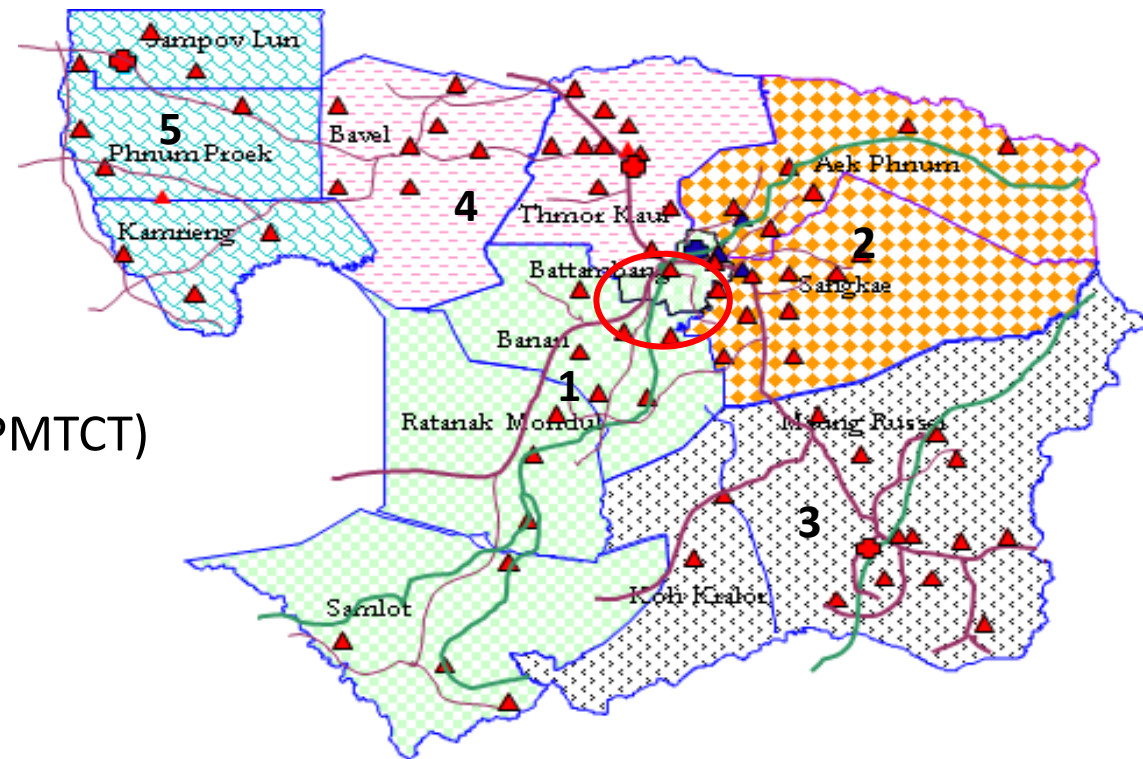 Sampov Lun
5
Phnum Proek
Bavel
Aek Phnum
4
Thmor Kaul
Kamrieng
2
Battambang
Sangkae
Banan
1
Ratanak Mondul
Moung Russei
PMTCT)
3
Samlot
Koh Kralor